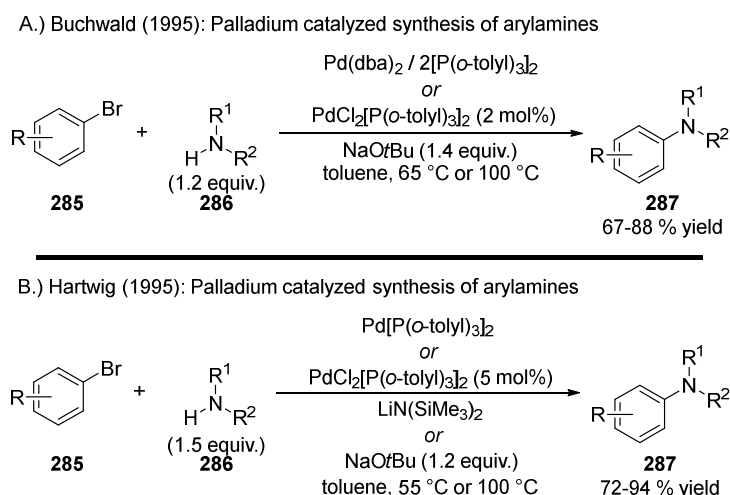 A.) Buchwald (1995): Palladium catalyzed synthesis of arylamines
Pd(dba)₂ / 2[P(o-tolyl)₃]₂
or
PdCl₂[P(o-tolyl)₃]₂ (2 mol%)
NaOtBu (1.4 equiv.)
toluene, 65 °C or 100 °C
R
Br
+
R¹
N
H
R²
(1.2 equiv.)
285
286
R¹
N
R²
R
287
67-88 % yield
B.) Hartwig (1995): Palladium catalyzed synthesis of arylamines
Pd[P(o-tolyl)₃]₂
or
PdCl₂[P(o-tolyl)₃]₂ (5 mol%)
LiN(SiMe₃)₂
or
NaOtBu (1.2 equiv.)
toluene, 55 °C or 100 °C
R
Br
+
R¹
N
H
R²
(1.5 equiv.)
285
286
R¹
N
R²
R
287
72-94 % yield